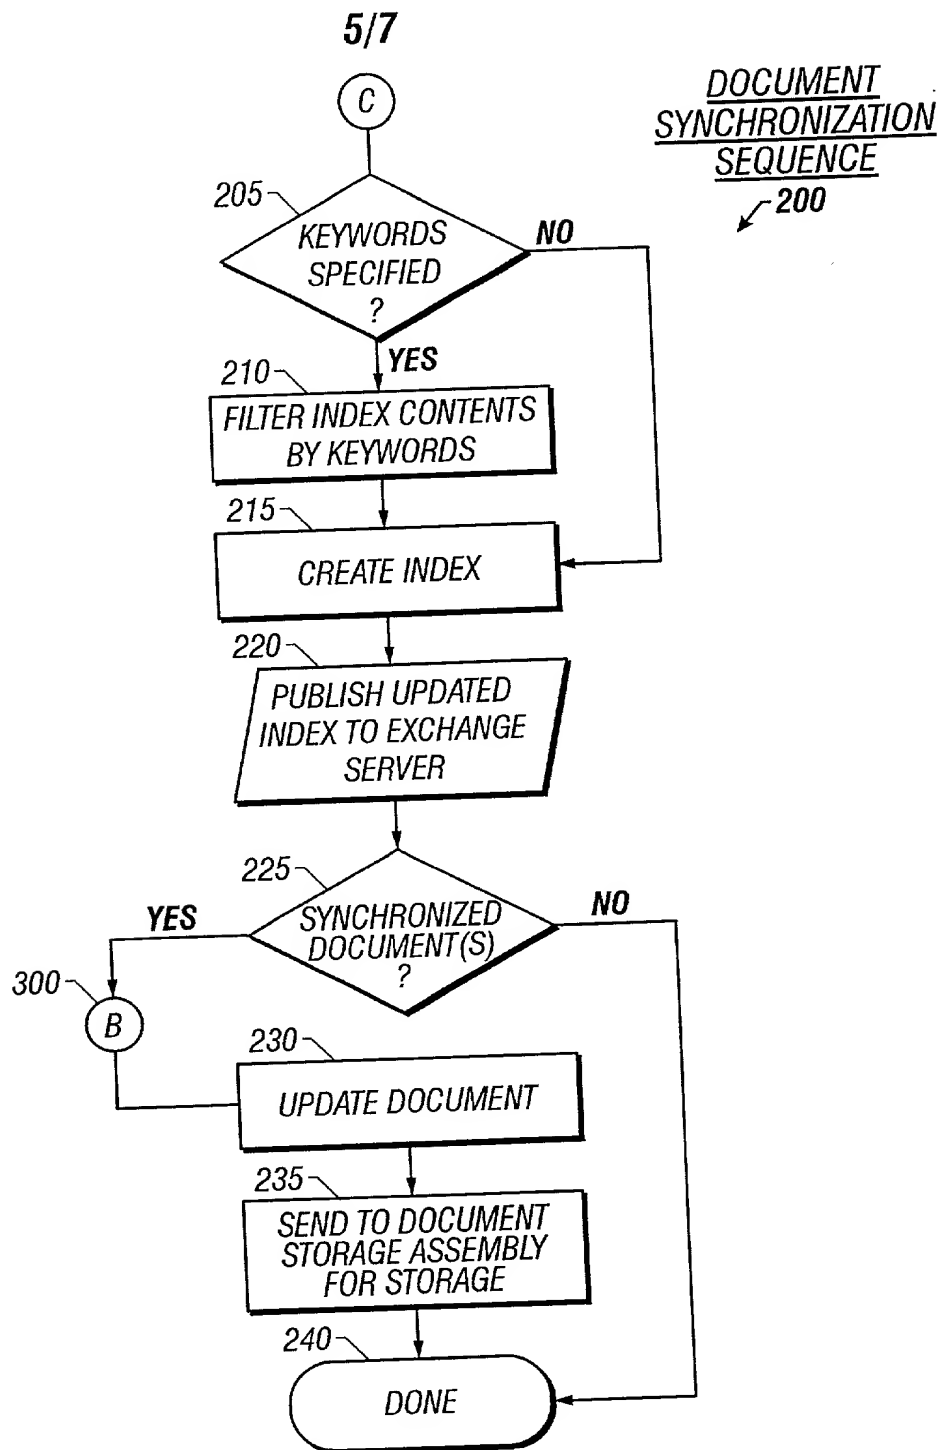 5/7
C
DOCUMENT
SYNCHRONIZATION
SEQUENCE
200
205
KEYWORDS
SPECIFIED
?
NO
YES
210
FILTER INDEX CONTENTS
BY KEYWORDS
215
CREATE INDEX
220
PUBLISH UPDATED
INDEX TO EXCHANGE
SERVER
225
SYNCHRONIZED
DOCUMENT(S)
?
YES
NO
300
B
230
UPDATE DOCUMENT
235
SEND TO DOCUMENT
STORAGE ASSEMBLY
FOR STORAGE
240
DONE